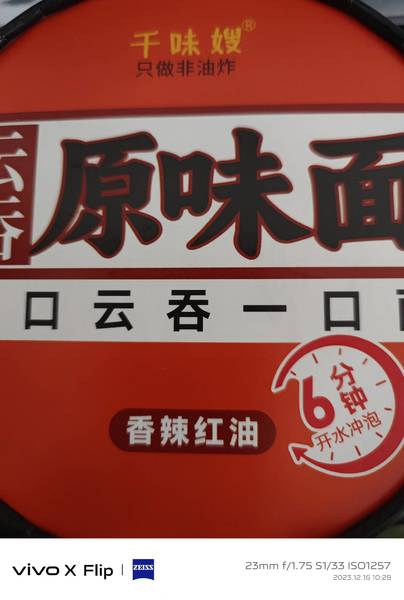 千味嫂®
只做非油炸
云吞
原味面
口云吞一口
6分钟
开水冲泡
香辣红油
vivo X Flip | ZEISS
23mm f/1.75 S1/33 ISO1257
2023.12.16 10:28